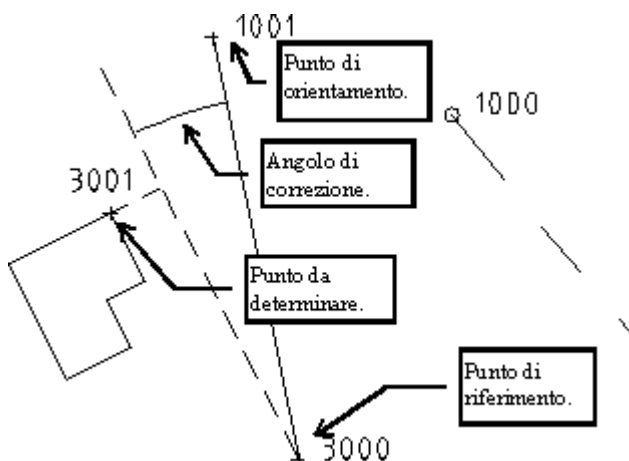 1001
Punto di
orientamento.
1000
Angolo di
correzione.
3001
Punto da
determinare.
Punto di
riferimento.
3000